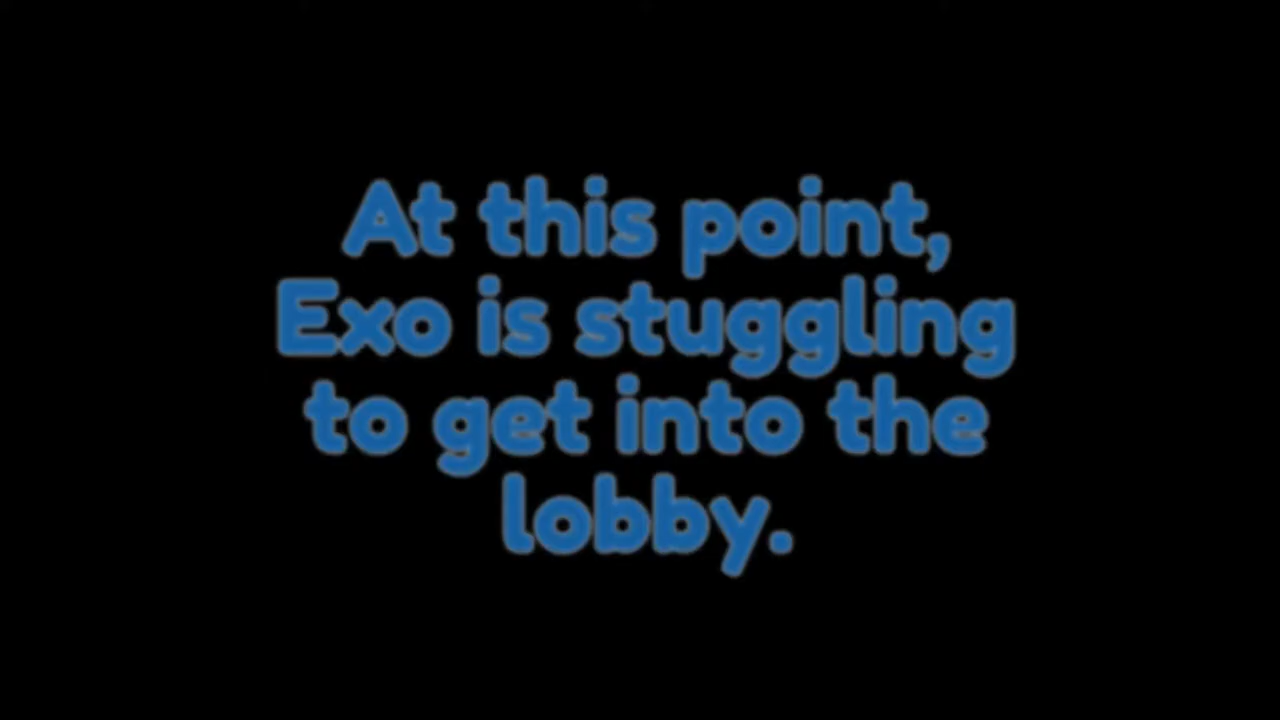 At this point,
Exo is stuggling
to get into the
lobby.